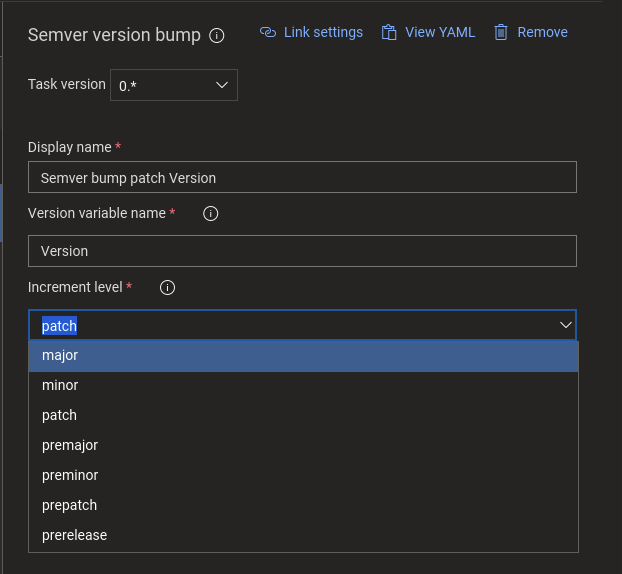 Semver version bump Link settings View YAML Remove
Task version 0.*
Display name *
Semver bump patch Version
Version variable name *
Version
Increment level *
patch
major
minor
patch
premajor
preminor
prepatch
prerelease